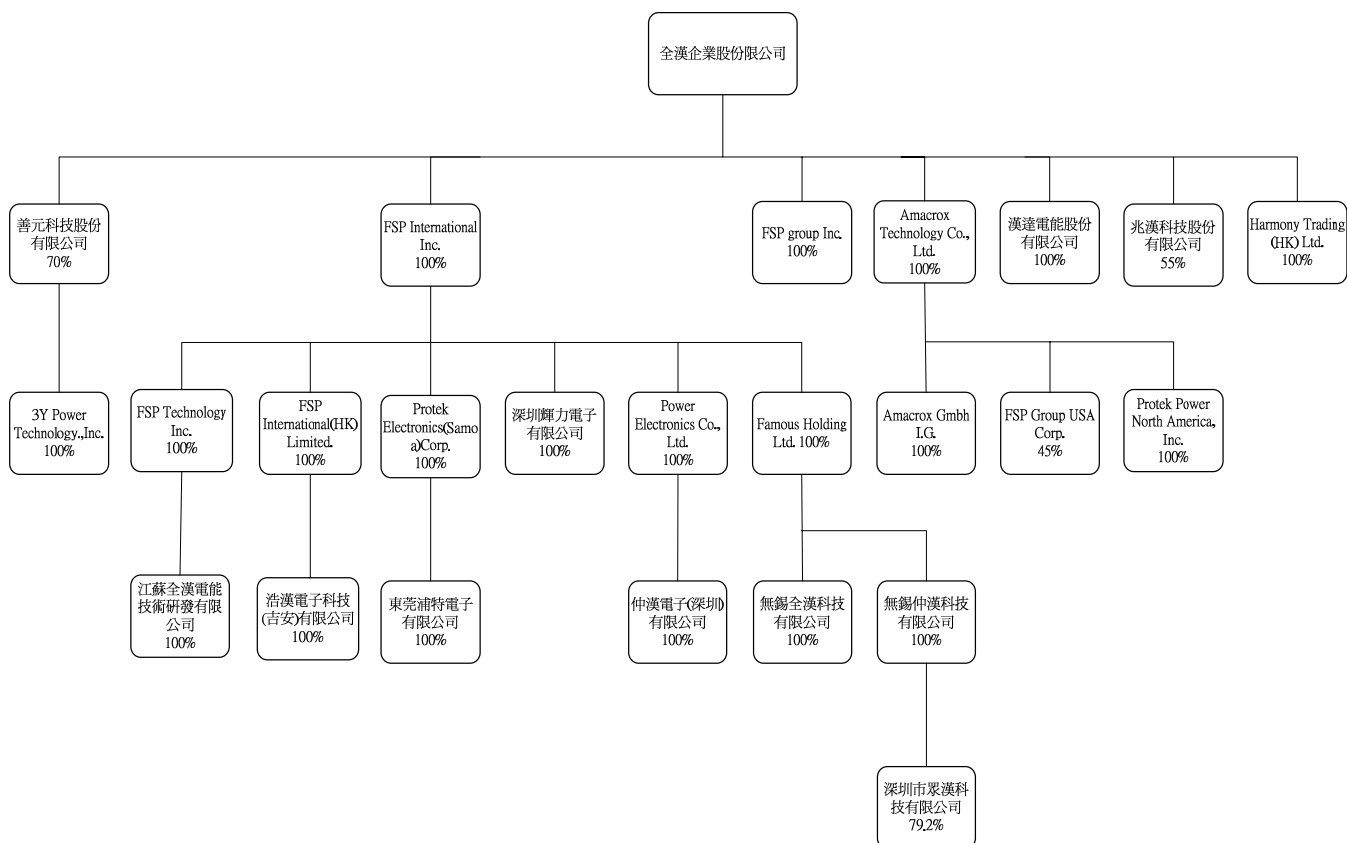 全漢企業股份限公司
善元科技股份
有限公司
70%
FSP International
Inc.
100%
FSP group Inc.
100%
Amacrox
Technology Co.,
Ltd.
100%
漢達電能股份
有限公司
100%
兆漢科技股份
有限公司
55%
Harmony Trading
(HK) Ltd.
100%
3Y Power
Technology.,Inc.
100%
FSP Technology
Inc.
100%
FSP
International(HK)
Limited.
100%
Protek
Electronics(Samo
a)Corp.
100%
深圳輝力電子
有限公司
100%
Power
Electronics Co.,
Ltd.
100%
Famous Holding
Ltd. 100%
Amacrox Gmbh
I.G.
100%
FSP Group USA
Corp.
45%
Protek Power
North America,
Inc.
100%
江蘇全漢電能
技術研發有限
公司
100%
浩漢電子科技
(吉安)有限公司
100%
東莞浦特電子
有限公司
100%
仲漢電子(深圳)
有限公司
100%
無錫全漢科技
有限公司
100%
無錫仲漢科技
有限公司
100%
深圳市眾漢科
技有限公司
79.2%